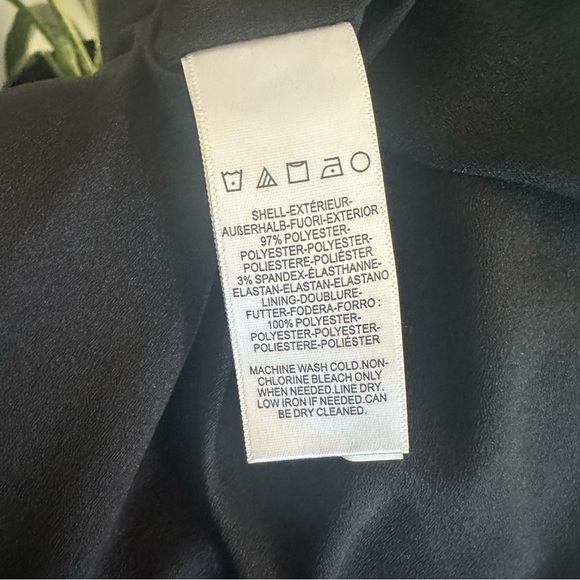 SHELL-EXTÉRIEUR-
AUßERHALB-FUORI-EXTERIOR:
97% POLYESTER-
POLYESTER-POLYESTER-
POLIESTERE-POLIÉSTER
3% SPANDEX-ÉLASTHANNE-
ELASTAN-ELASTAN-ELASTANO
LINING-DOUBLURE-
FUTTER-FODERA-FORRO :
100% POLYESTER-
POLYESTER-POLYESTER-
POLIESTERE-POLIÉSTER
MACHINE WASH COLD.NON-
CHLORINE BLEACH ONLY
WHEN NEEDED.LINE DRY.
LOW IRON IF NEEDED.CAN
BE DRY CLEANED.